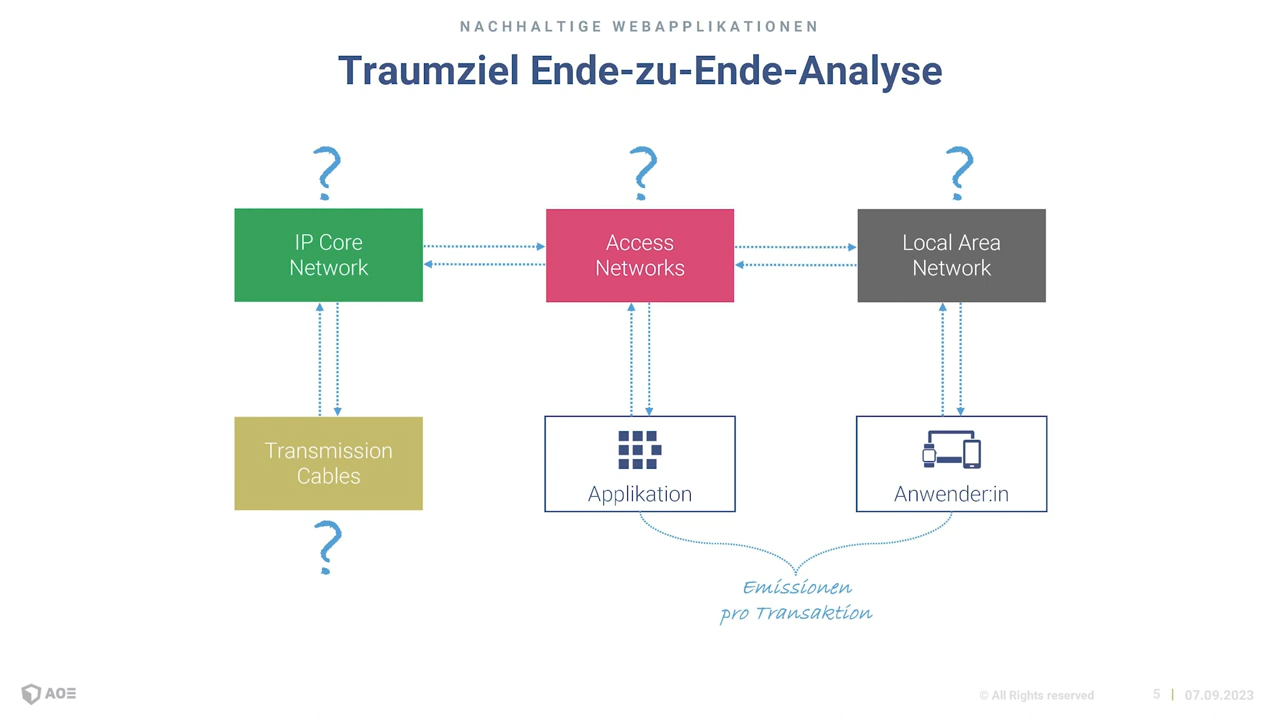 NACHHALTIGE WEBAPPLIKATIONEN
Traumziel Ende-zu-Ende-Analyse
? ? ?
IP Core
Network
Access
Networks
Local Area
Network
Transmission
Cables
Applikation
Anwender:in
?
Emissionen
pro Transaktion
AOE
© All Rights reserved
5 | 07.09.2023